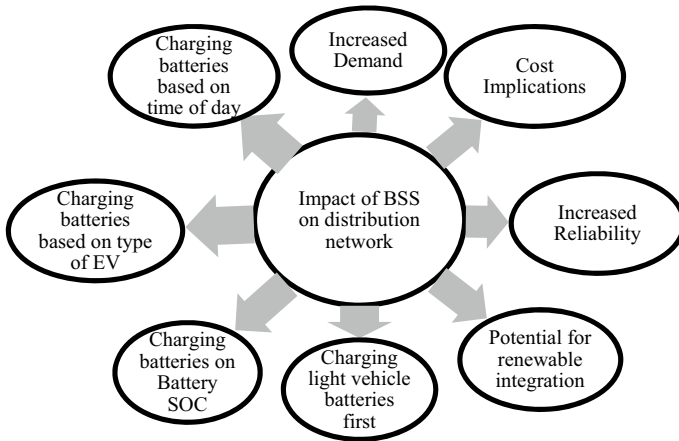 Charging
batteries
based on
time of day
Increased
Demand
Cost
Implications
Charging
batteries
based on type
of EV
Impact of BSS
on distribution
network
Increased
Reliability
Charging
batteries on
Battery
SOC
Charging
light vehicle
batteries
first
Potential for
renewable
integration